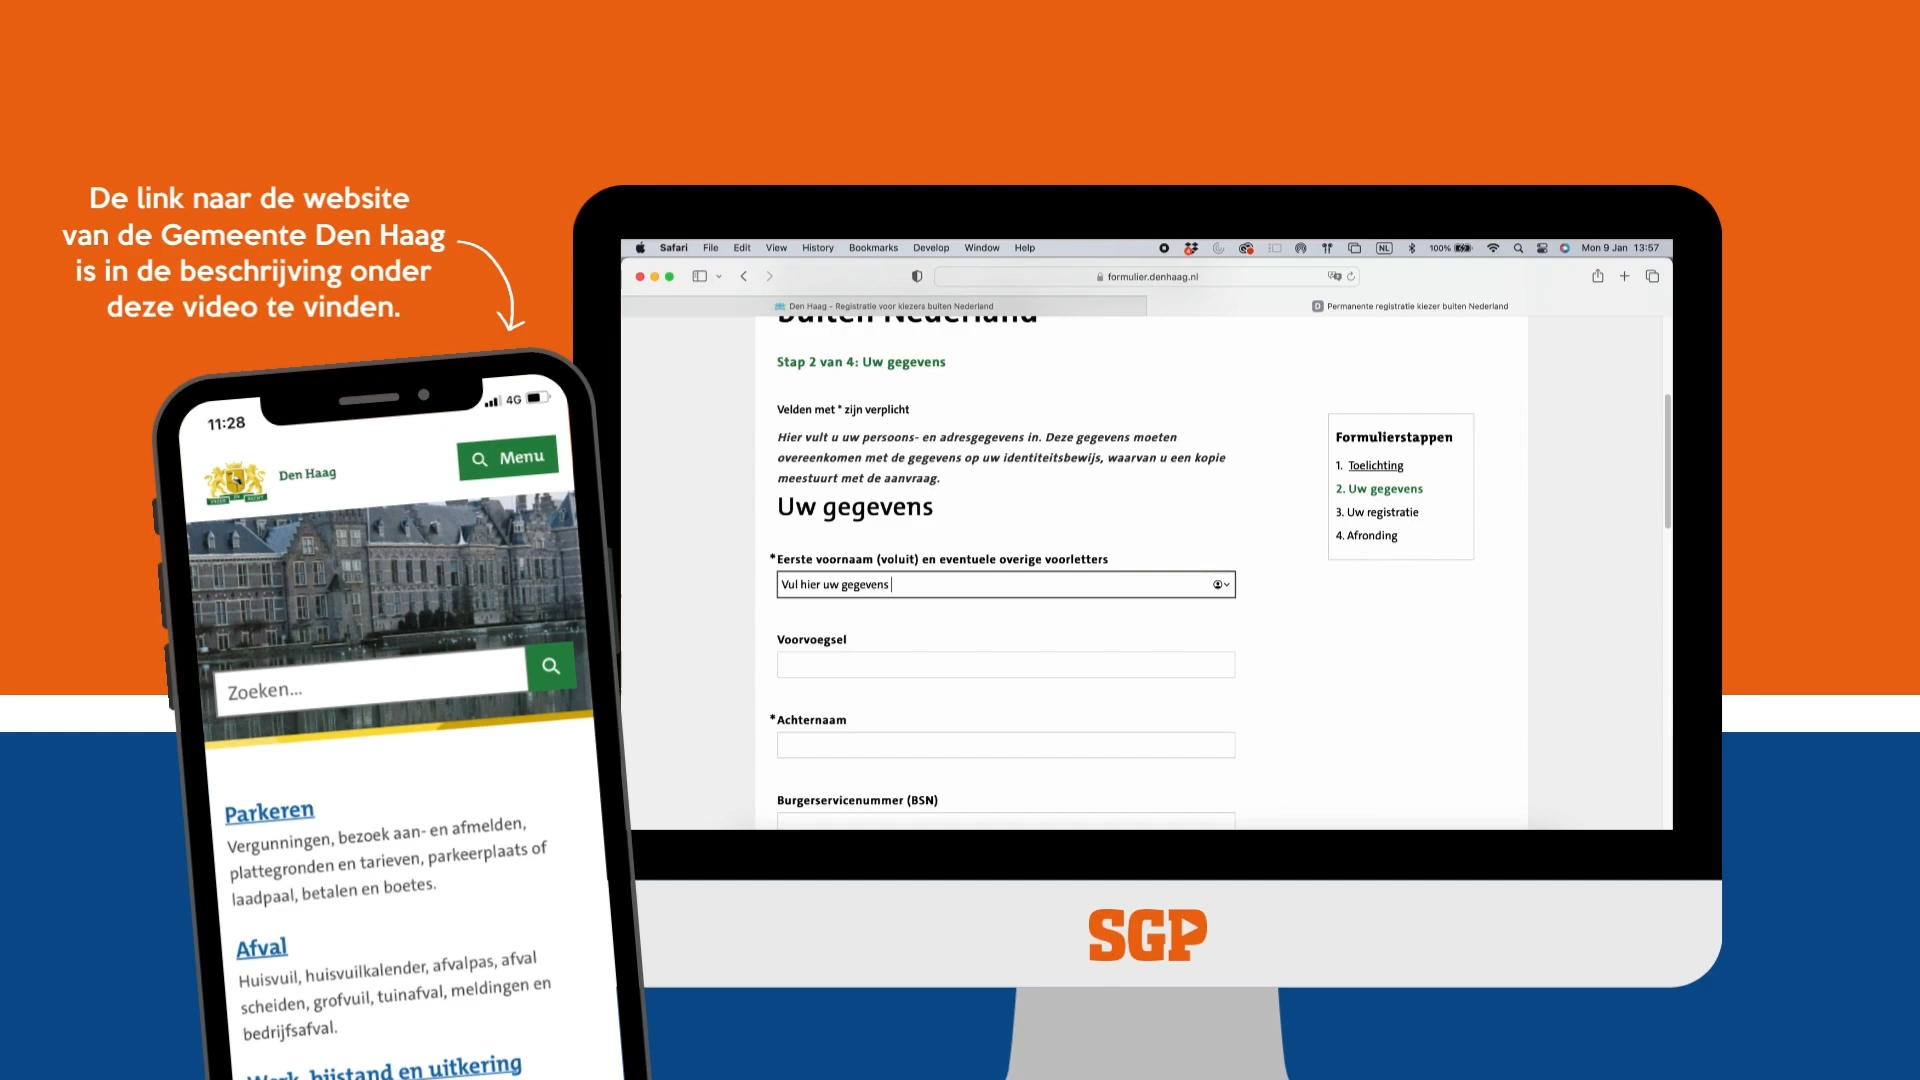 De link naar de website
van de Gemeente Den Haag
is in de beschrijving onder
deze video te vinden.
11:28
4G
Den Haag
Menu
Zoeken...
Parkeren
Vergunningen, bezoek aan- en afmelden,
plattegronden en tarieven, parkeerplaats of
laadpaal, betalen en boetes.
Afval
Huisvuil, huisvuilkalender, afvalpas, afval
scheiden, grofvuil, tuinafval, meldingen en
bedrijfsafval.
Werk, bijstand en uitkering
Safari File Edit View History Bookmarks Develop Window Help NL 100% Mon 9 Jan 13:57
formulier.denhaag.nl
Den Haag - Registratie voor kiezers buiten Nederland
D Permanente registratie kiezer buiten Nederland
buiten Nederland
Stap 2 van 4: Uw gegevens
Velden met * zijn verplicht
Hier vult u uw persoons- en adresgegevens in. Deze gegevens moeten
overeenkomen met de gegevens op uw identiteitsbewijs, waarvan u een kopie
meestuurt met de aanvraag.
Uw gegevens
*Eerste voornaam (voluit) en eventuele overige voorletters
Vul hier uw gegevens
Voorvoegsel
*Achternaam
Burgerservicenummer (BSN)
Formulierstappen
1. Toelichting
2. Uw gegevens
3. Uw registratie
4. Afronding
SGP